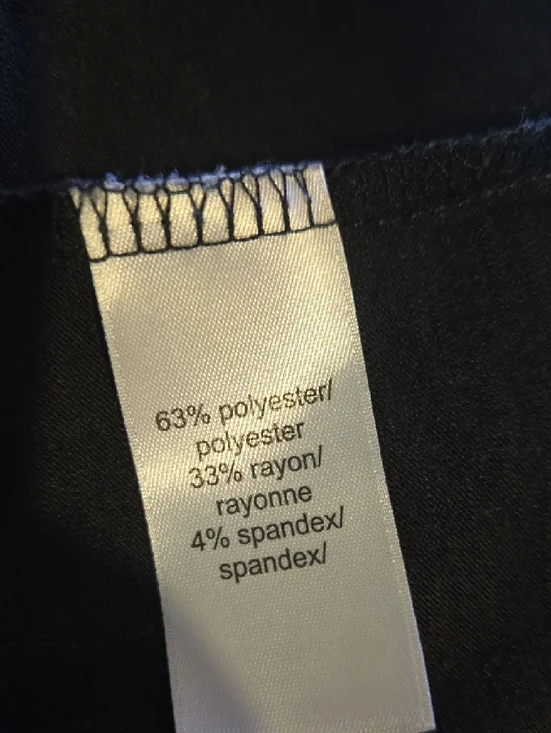 63% polyester/
polyester
33% rayon/
rayonne
4% spandex/
spandex/